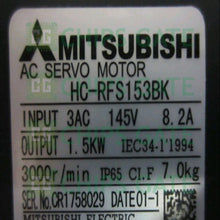 MITSUBISHI
AC SERVO MOTOR
HC-RFS153BK
INPUT 3AC 145V 8.2A
OUTPUT 1.5KW IEC34-1'1994
3000r/min IP65 CI.F 7.0kg
SER.No.CR1758029 DATE01-1
MITSUBISHI ELECTRIC